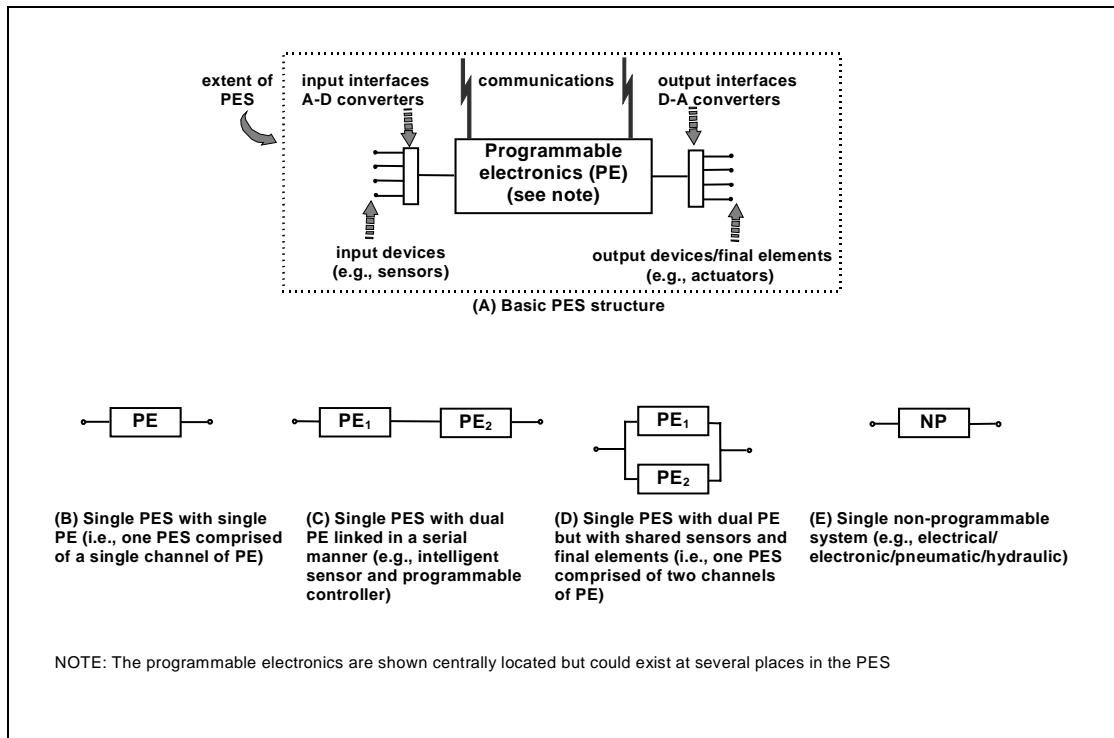 extent of
PES
input interfaces
A-D converters
communications
output interfaces
D-A converters
Programmable
electronics (PE)
(see note)
input devices
(e.g., sensors)
output devices/final elements
(e.g., actuators)
(A) Basic PES structure
PE
PE₁
PE₂
PE₁
PE₂
NP
(B) Single PES with single
PE (i.e., one PES comprised
of a single channel of PE)
(C) Single PES with dual
PE linked in a serial
manner (e.g., intelligent
sensor and programmable
controller)
(D) Single PES with dual PE
but with shared sensors and
final elements (i.e., one PES
comprised of two channels
of PE)
(E) Single non-programmable
system (e.g., electrical/
electronic/pneumatic/hydraulic)
NOTE: The programmable electronics are shown centrally located but could exist at several places in the PES